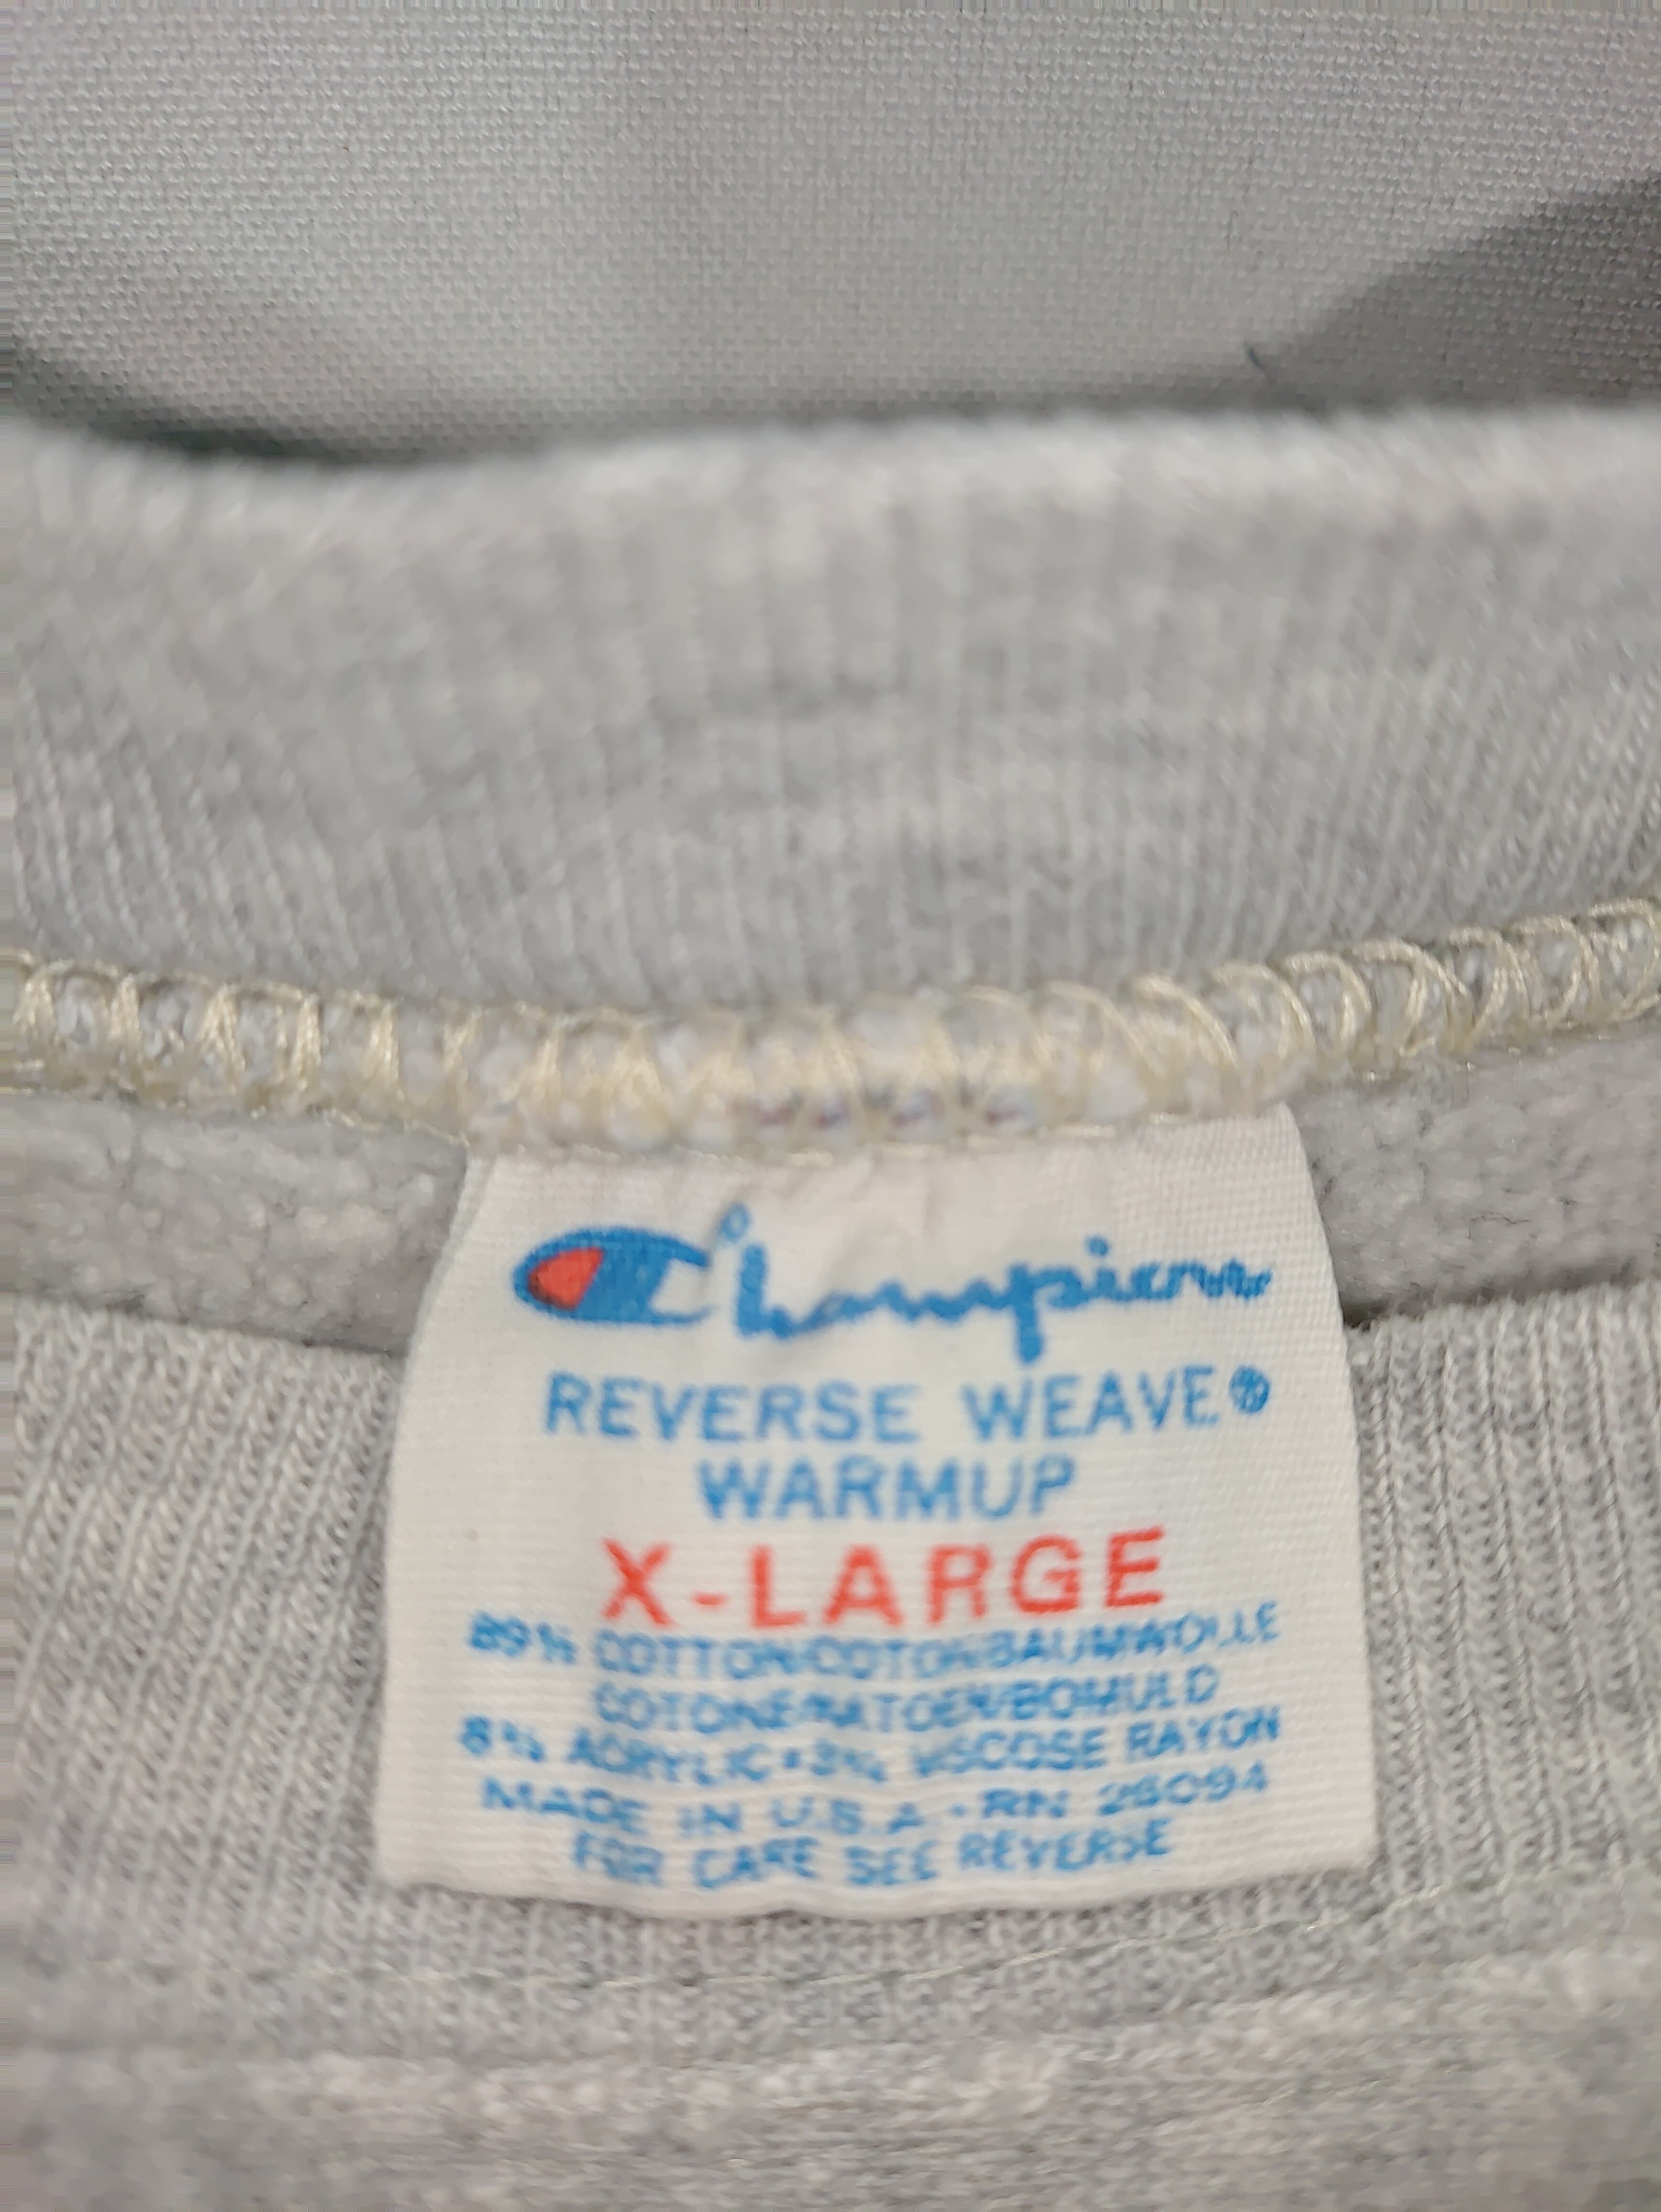 Champion
REVERSE WEAVE®
WARMUP
X-LARGE
89% COTTON/COTON/BAUMWOLLE
COTONE/KATOEN/BOMULD
8% ACRYLIC•3% VISCOSE RAYON
MADE IN U.S.A.-RN 26094
FOR CARE SEE REVERSE